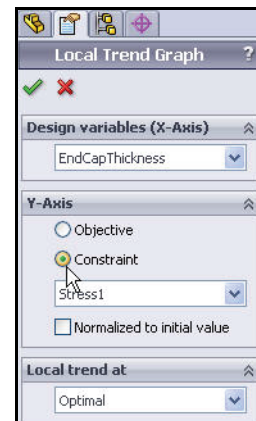 Local Trend Graph ?
Design variables (X-Axis)
EndCapThickness
Y-Axis
Objective
Constraint
Stress1
Normalized to initial value
Local trend at
Optimal